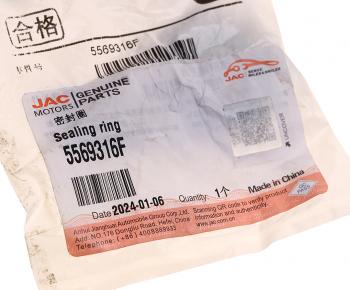 合格
5569316F
件号
JAC MOTORS
GENUINE PARTS
JAC
密封圈
Sealing ring
5569316F
Date 2024-01-06
Quantity: 1个
Made in China
Anhui Jianghuai Automobile Group Corp.,Ltd.
Add: NO.176 Dongliu Road, Hefei, China
Telephone: (+86) 4008889933
Scanning QR code to verify product
information and authenticity.
www.jac.com.cn